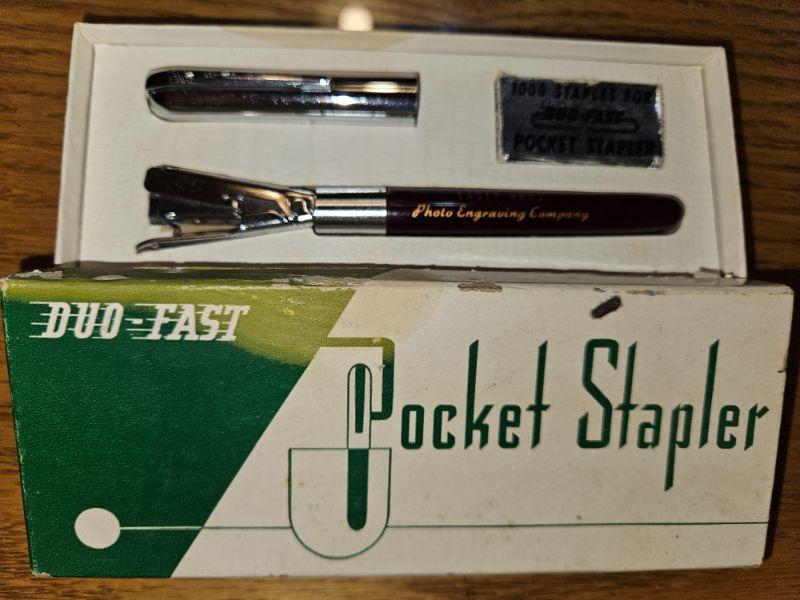 1000 STAPLES FOR
DUO-FAST
POCKET STAPLER
Photo Engraving Company
DUO-FAST
Pocket Stapler